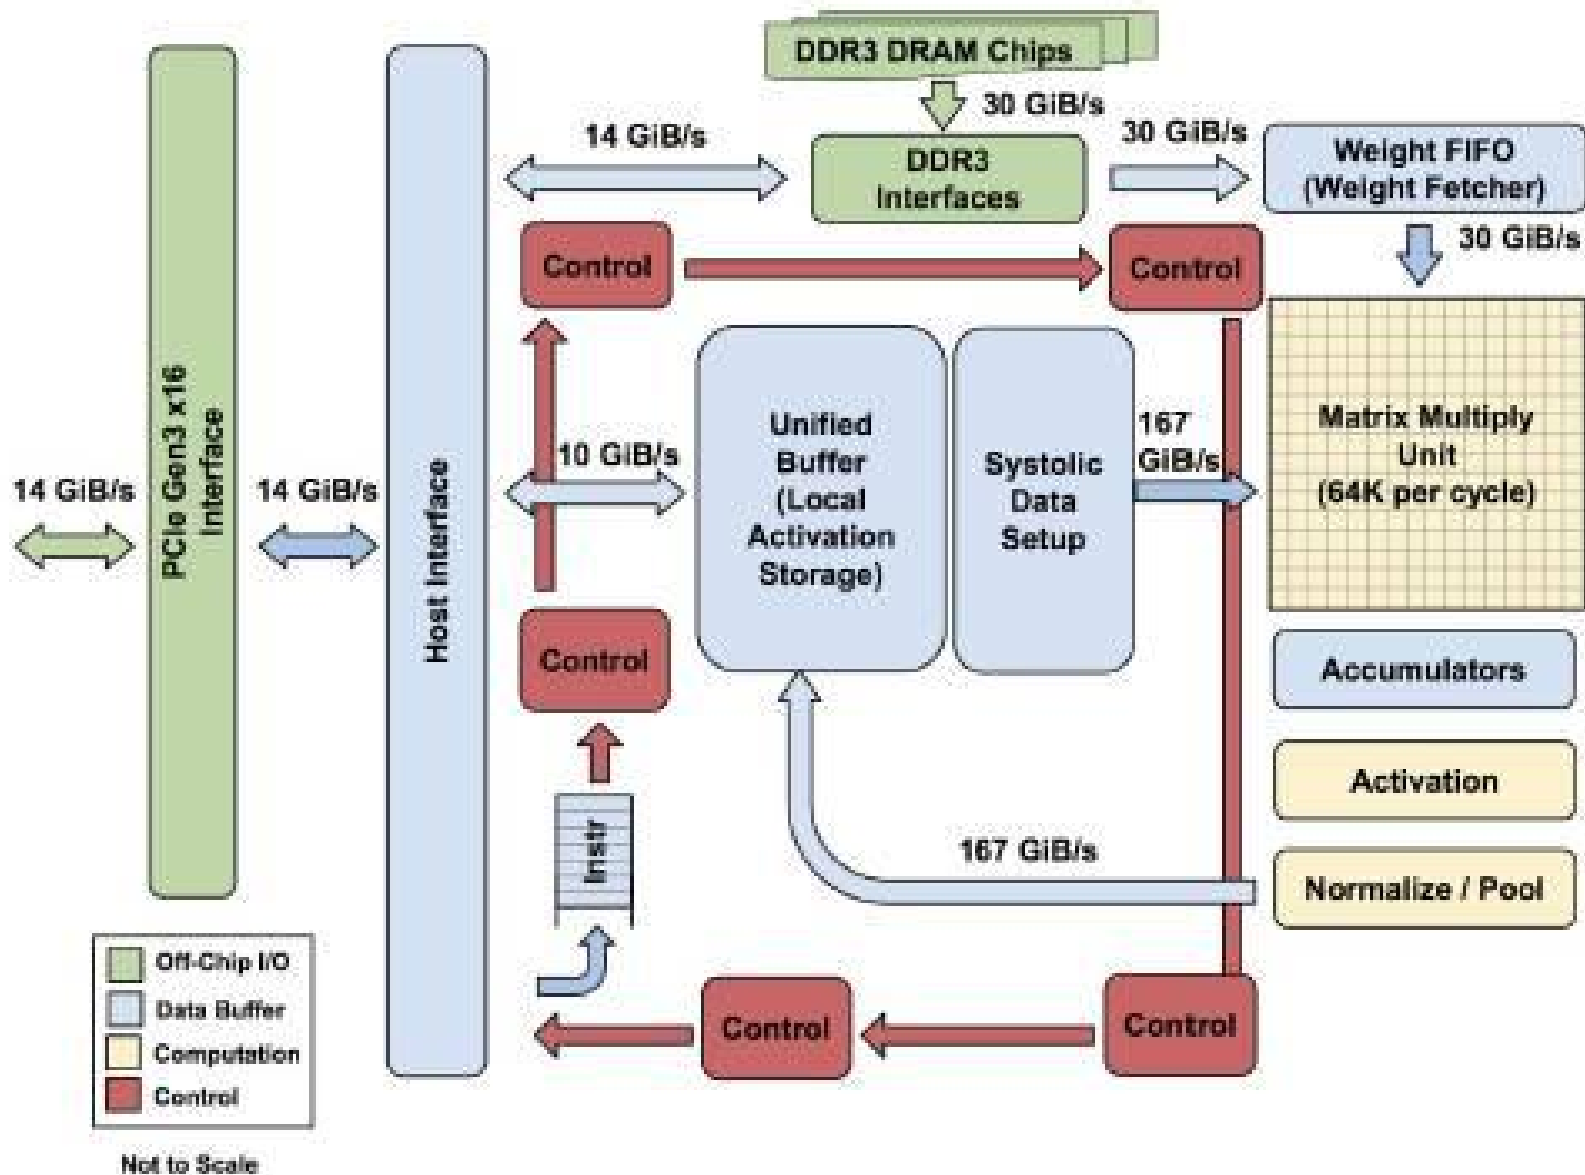 DDR3 DRAM Chips
30 GiB/s
14 GiB/s
DDR3
Interfaces
30 GiB/s
Weight FIFO
(Weight Fetcher)
30 GiB/s
Control
Control
PCIe Gen3 x16
Interface
14 GiB/s
14 GiB/s
Host Interface
10 GiB/s
Unified
Buffer
(Local
Activation
Storage)
Systolic
Data
Setup
167
GiB/s
Matrix Multiply
Unit
(64K per cycle)
Control
Accumulators
Activation
Instr
167 GiB/s
Normalize / Pool
Off-Chip I/O
Data Buffer
Computation
Control
Control
Control
Not to Scale